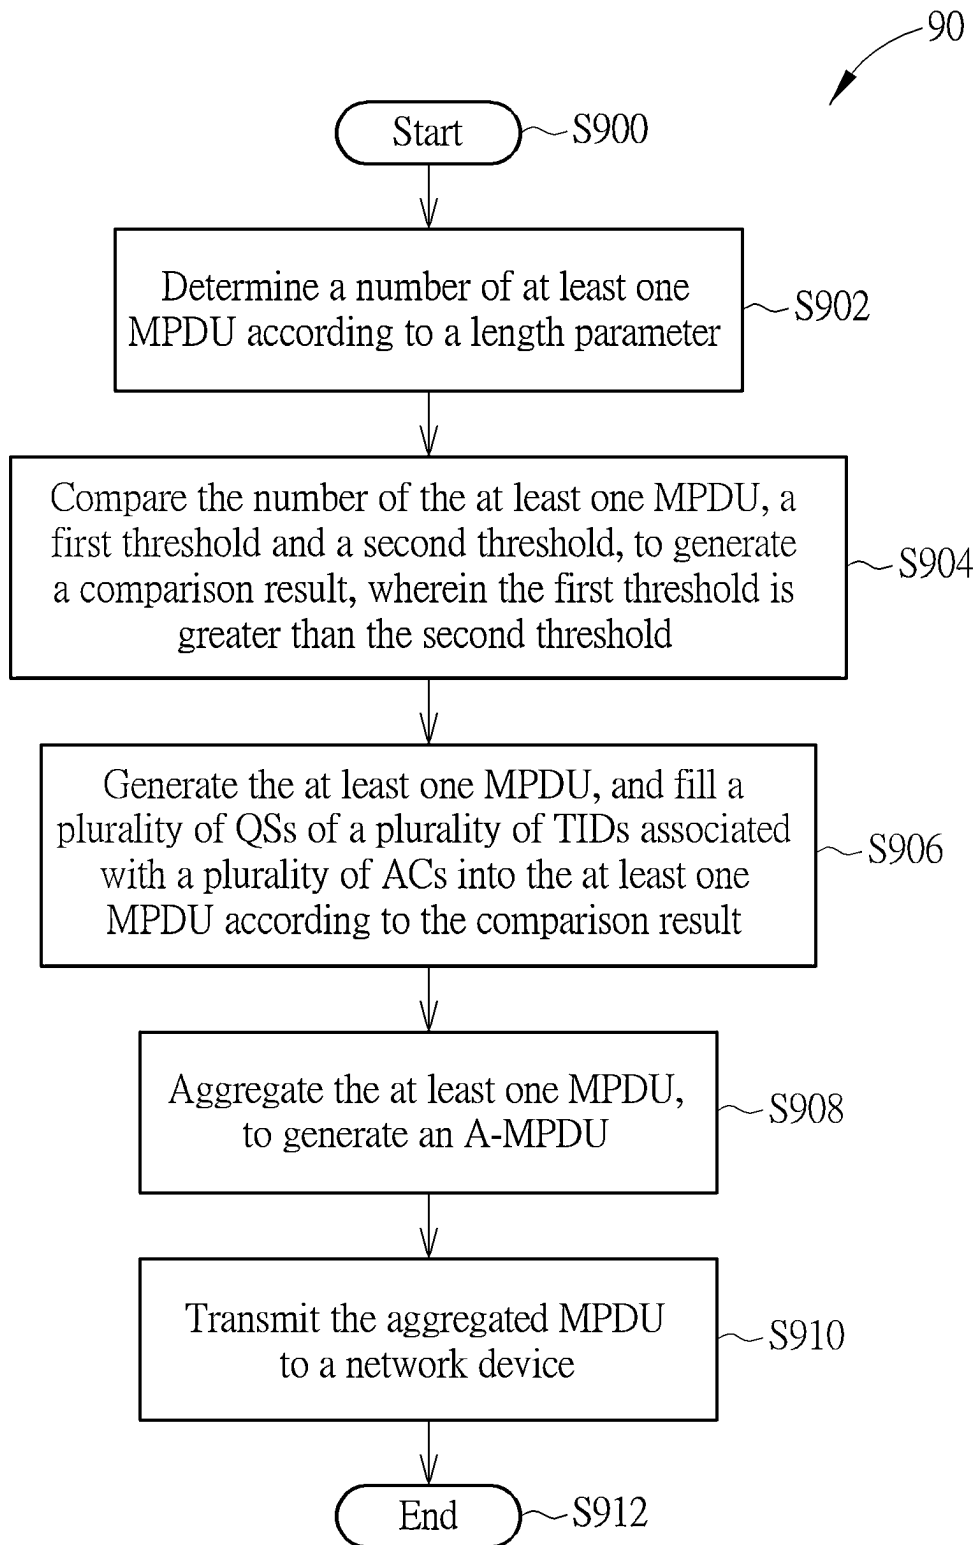 90
Start
S900
Determine a number of at least one
MPDU according to a length parameter
S902
Compare the number of the at least one MPDU, a
first threshold and a second threshold, to generate
a comparison result, wherein the first threshold is
greater than the second threshold
S904
Generate the at least one MPDU, and fill a
plurality of QSs of a plurality of TIDs associated
with a plurality of ACs into the at least one
MPDU according to the comparison result
S906
Aggregate the at least one MPDU,
to generate an A-MPDU
S908
Transmit the aggregated MPDU
to a network device
S910
End
S912